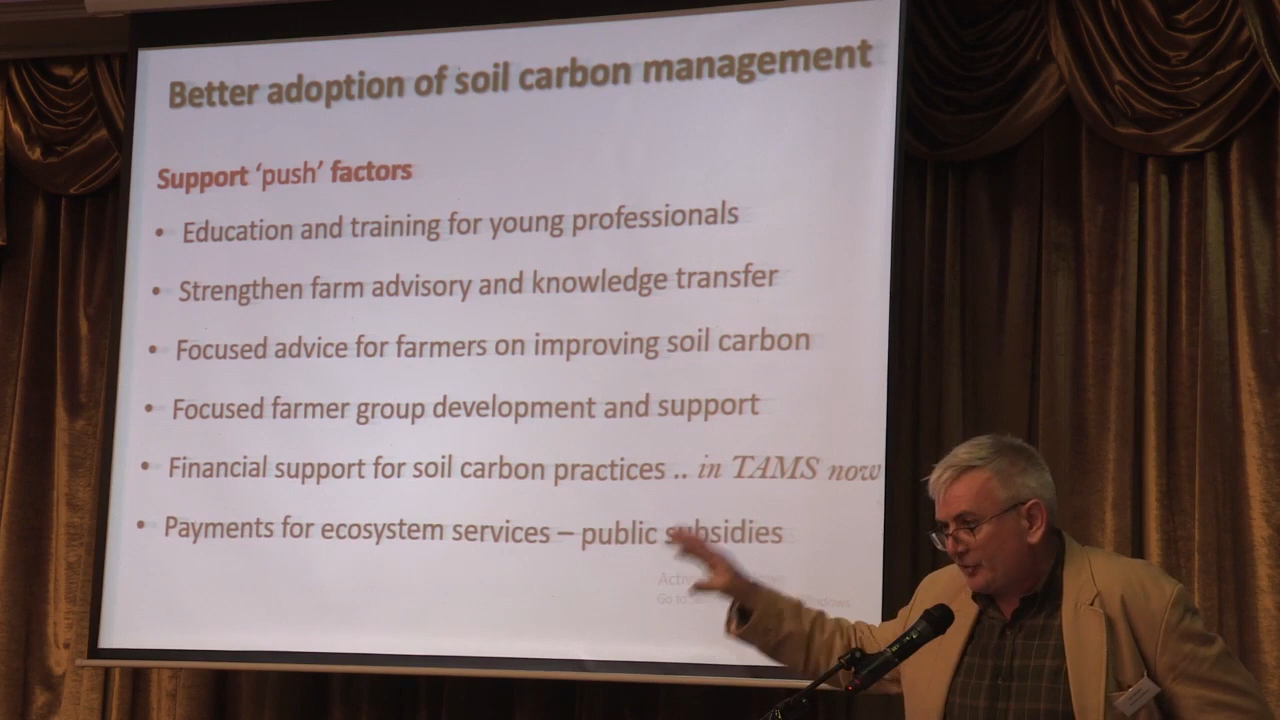 Better adoption of soil carbon management
Support ‘push’ factors
• Education and training for young professionals
• Strengthen farm advisory and knowledge transfer
• Focused advice for farmers on improving soil carbon
• Focused farmer group development and support
• Financial support for soil carbon practices .. in TAMS now
• Payments for ecosystem services – public subsidies
Go to